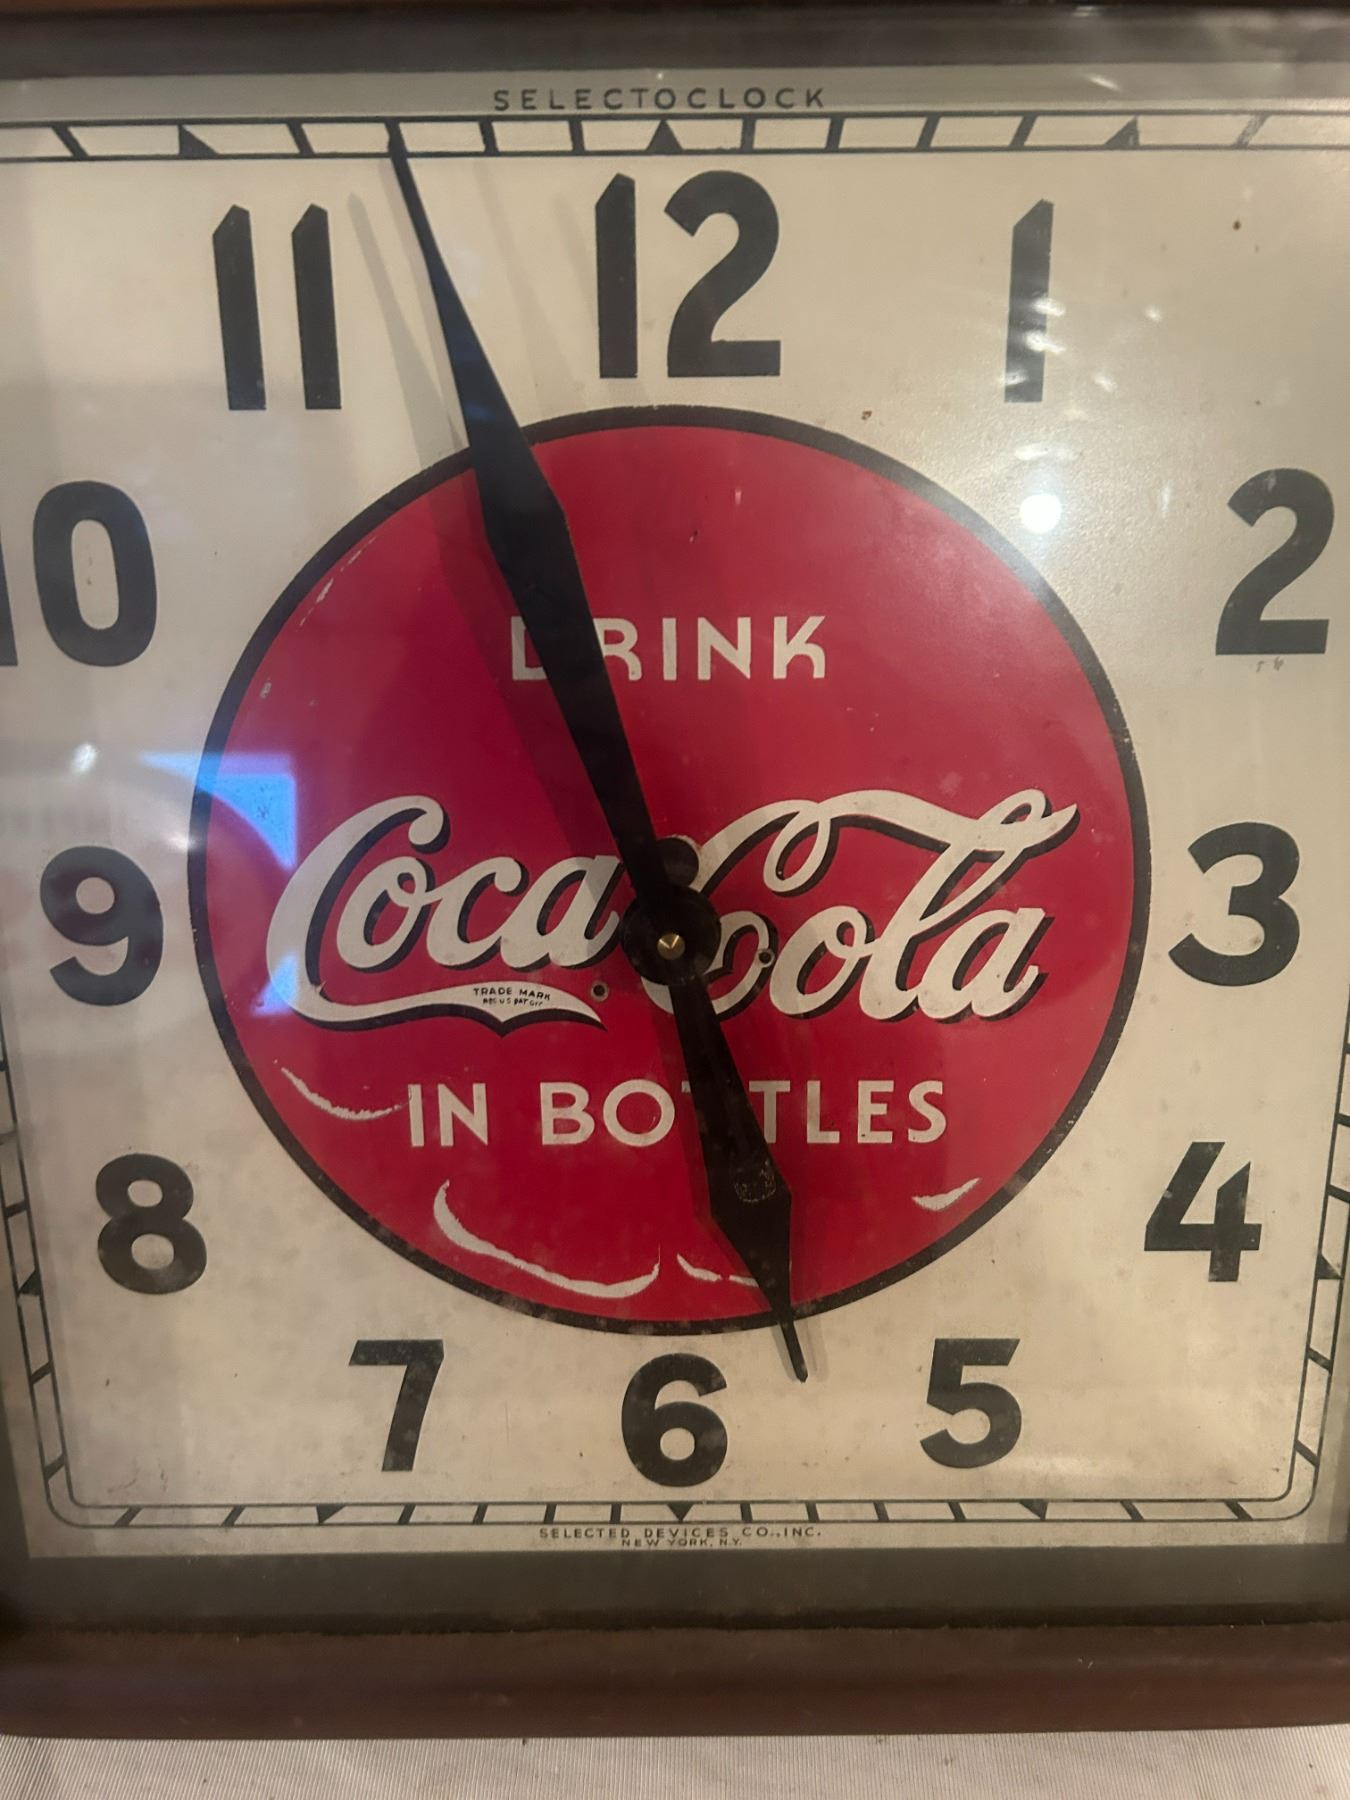 SELECTOCLOCK
11 12 1
10 2
DRINK
Coca-Cola
TRADE MARK
REG US PAT OFF
9 3
IN BOTTLES
8 4
7 6 5
SELECTED DEVICES CO., INC.
NEW YORK, N.Y.